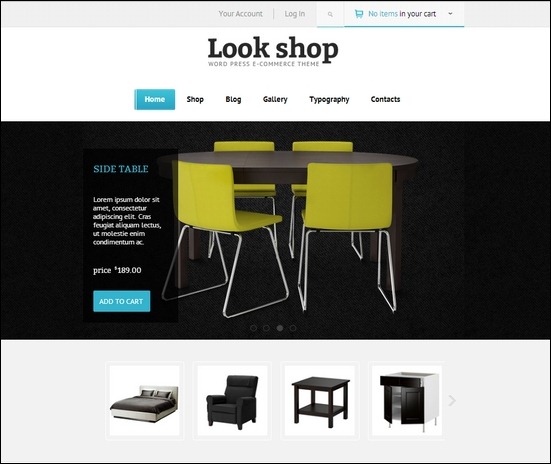 Your Account
Log In
No items in your cart
Look shop
WORD PRESS E-COMMERCE THEME
Home
Shop
Blog
Gallery
Typography
Contacts
SIDE TABLE
Lorem ipsum dolor sit
amet, consectetur
adipiscing elit. Cras
feugiat aliquam lectus,
ut molestie enim
condimentum ac.
price $189.00
ADD TO CART